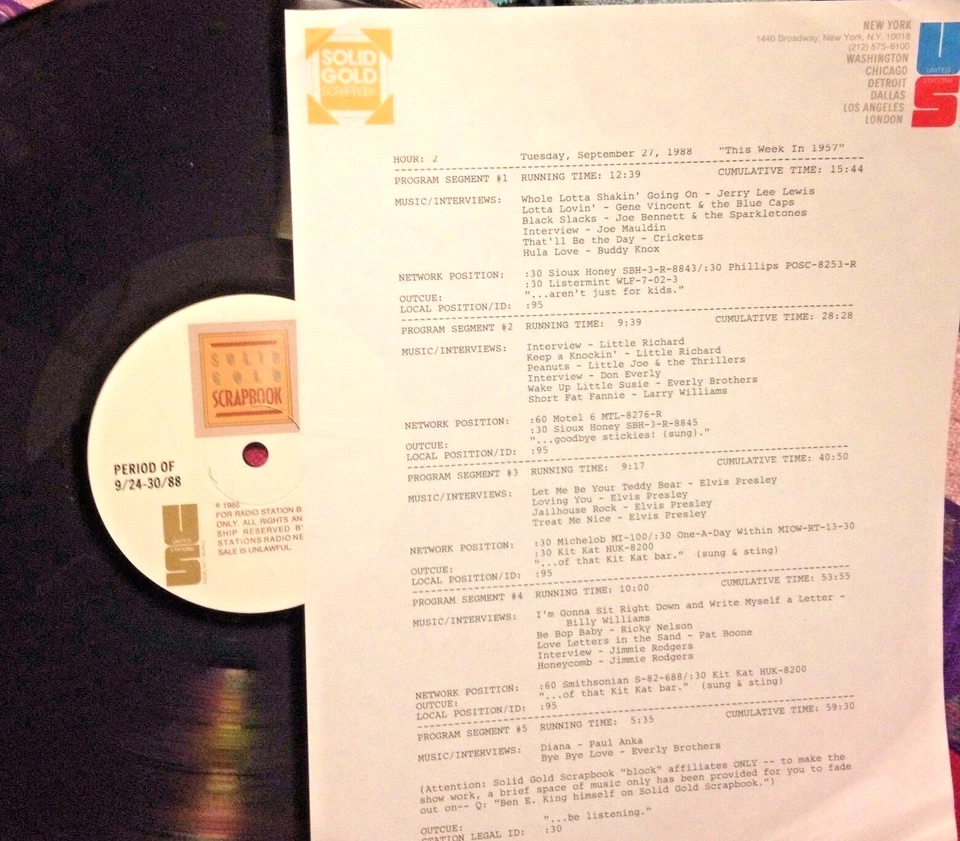 SOLID
GOLD
SCRAPBOOK
PERIOD OF
9/24-30/88
UNITED
STATIONS
FOR RADIO STATION B
ONLY. ALL RIGHTS AN
SHIP RESERVED B
STATIONS RADIO NE
SALE IS UNLAWFUL.
SOLID
GOLD
SCRAPBOOK
NEW YORK
1440 Broadway, New York, N.Y. 10018
(212) 575-6100
WASHINGTON
CHICAGO
DETROIT
DALLAS
LOS ANGELES
LONDON
UNITED
STATIONS
HOUR: 2 Tuesday, September 27, 1988 "This Week In 1957"
PROGRAM SEGMENT #1 RUNNING TIME: 12:39 CUMULATIVE TIME: 15:44
MUSIC/INTERVIEWS: Whole Lotta Shakin' Going On - Jerry Lee Lewis
Lotta Lovin' - Gene Vincent & the Blue Caps
Black Slacks - Joe Bennett & the Sparkletones
Interview - Joe Mauldin
That'll Be the Day - Crickets
Hula Love - Buddy Knox
NETWORK POSITION: :30 Sioux Honey SBH-3-R-8843/:30 Phillips POSC-8253-R
:30 Listermint WLF-7-02-3
OUTCUE: "...aren't just for kids."
LOCAL POSITION/ID: :95
PROGRAM SEGMENT #2 RUNNING TIME: 9:39 CUMULATIVE TIME: 28:28
MUSIC/INTERVIEWS: Interview - Little Richard
Keep a Knockin' - Little Richard
Peanuts - Little Joe & the Thrillers
Interview - Don Everly
Wake Up Little Susie - Everly Brothers
Short Fat Fannie - Larry Williams
NETWORK POSITION: :60 Motel 6 MTL-8276-R
:30 Sioux Honey SBH-3-R-8845
OUTCUE: "...goodbye stickies! (sung)."
LOCAL POSITION/ID: :95
PROGRAM SEGMENT #3 RUNNING TIME: 9:17 CUMULATIVE TIME: 40:50
MUSIC/INTERVIEWS: Let Me Be Your Teddy Bear - Elvis Presley
Loving You - Elvis Presley
Jailhouse Rock - Elvis Presley
Treat Me Nice - Elvis Presley
NETWORK POSITION: :30 Michelob MI-100/:30 One-A-Day Within MIOW-RT-13-30
:30 Kit Kat HUK-8200
OUTCUE: "...of that Kit Kat bar." (sung & sting)
LOCAL POSITION/ID: :95
PROGRAM SEGMENT #4 RUNNING TIME: 10:00 CUMULATIVE TIME: 53:55
MUSIC/INTERVIEWS: I'm Gonna Sit Right Down and Write Myself a Letter -
Billy Williams
Be Bop Baby - Ricky Nelson
Love Letters in the Sand - Pat Boone
Interview - Jimmie Rodgers
Honeycomb - Jimmie Rodgers
NETWORK POSITION: :60 Smithsonian S-82-688/:30 Kit Kat HUK-8200
OUTCUE: "...of that Kit Kat bar." (sung & sting)
LOCAL POSITION/ID: :95
PROGRAM SEGMENT #5 RUNNING TIME: 5:35 CUMULATIVE TIME: 59:30
MUSIC/INTERVIEWS: Diana - Paul Anka
Bye Bye Love - Everly Brothers
(Attention: Solid Gold Scrapbook "block" affiliates ONLY -- to make the
show work, a brief space of music only has been provided for you to fade
out on-- Q: "Ben E. King himself on Solid Gold Scrapbook.")
OUTCUE: "...be listening."
STATION LEGAL ID: :30